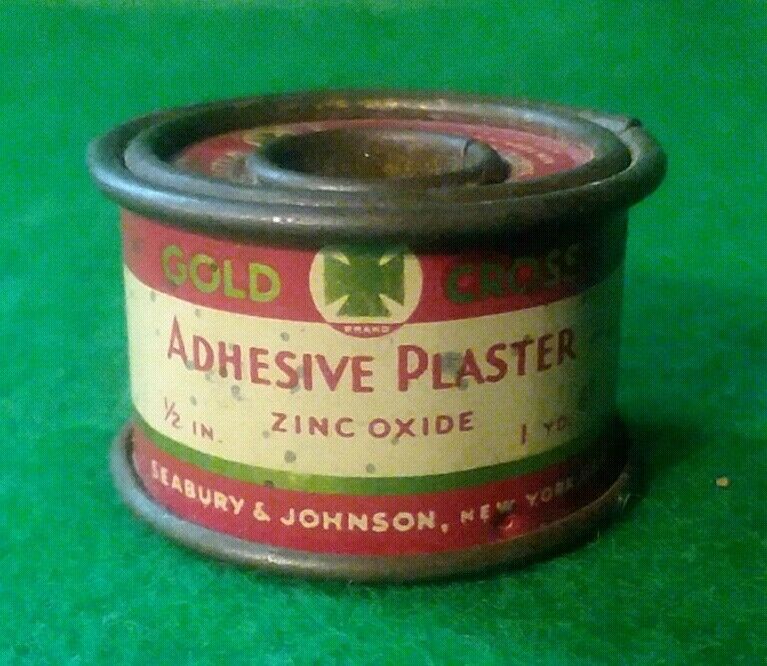 GOLD CROSS
BRAND
ADHESIVE PLASTER
ZINC OXIDE
1/2 IN. 1 YD.
SEABURY & JOHNSON, NEW YORK